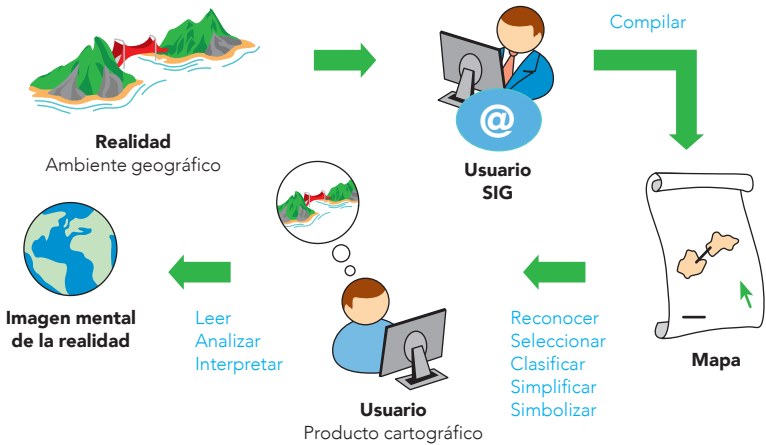 Compilar
@
Realidad
Ambiente geográfico
Usuario
SIG
Imagen mental
de la realidad
Leer
Analizar
Interpretar
Reconocer
Seleccionar
Clasificar
Simplificar
Simbolizar
Mapa
Usuario
Producto cartográfico